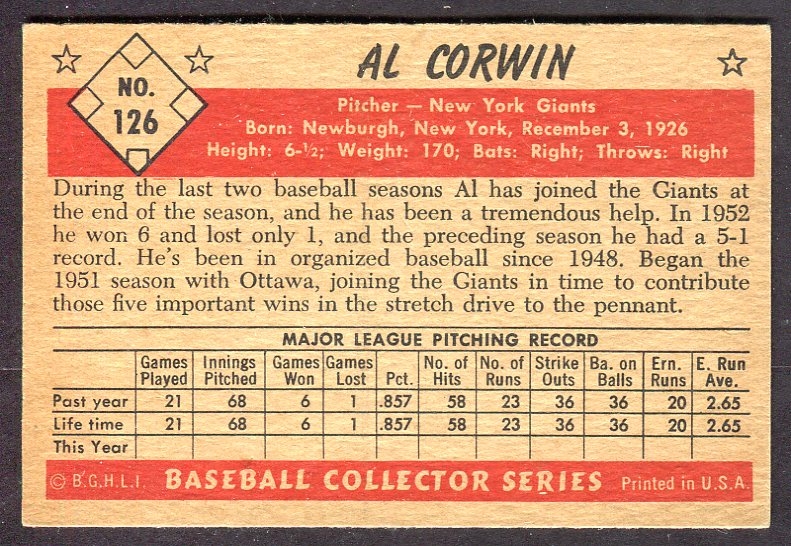 AL CORWIN
NO.
126
Pitcher — New York Giants
Born: Newburgh, New York, December 3, 1926
Height: 6-½; Weight: 170; Bats: Right; Throws: Right
During the last two baseball seasons Al has joined the Giants at
the end of the season, and he has been a tremendous help. In 1952
he won 6 and lost only 1, and the preceding season he had a 5-1
record. He's been in organized baseball since 1948. Began the
1951 season with Ottawa, joining the Giants in time to contribute
those five important wins in the stretch drive to the pennant.
MAJOR LEAGUE PITCHING RECORD
Games Innings Games Games No. of No. of Strike Ba. on Ern. E. Run
Played Pitched Won Lost Pct. Hits Runs Outs Balls Runs Ave.
Past year 21 68 6 1 .857 58 23 36 36 20 2.65
Life time 21 68 6 1 .857 58 23 36 36 20 2.65
This Year
© B.G.H.L.I. BASEBALL COLLECTOR SERIES Printed in U.S.A.